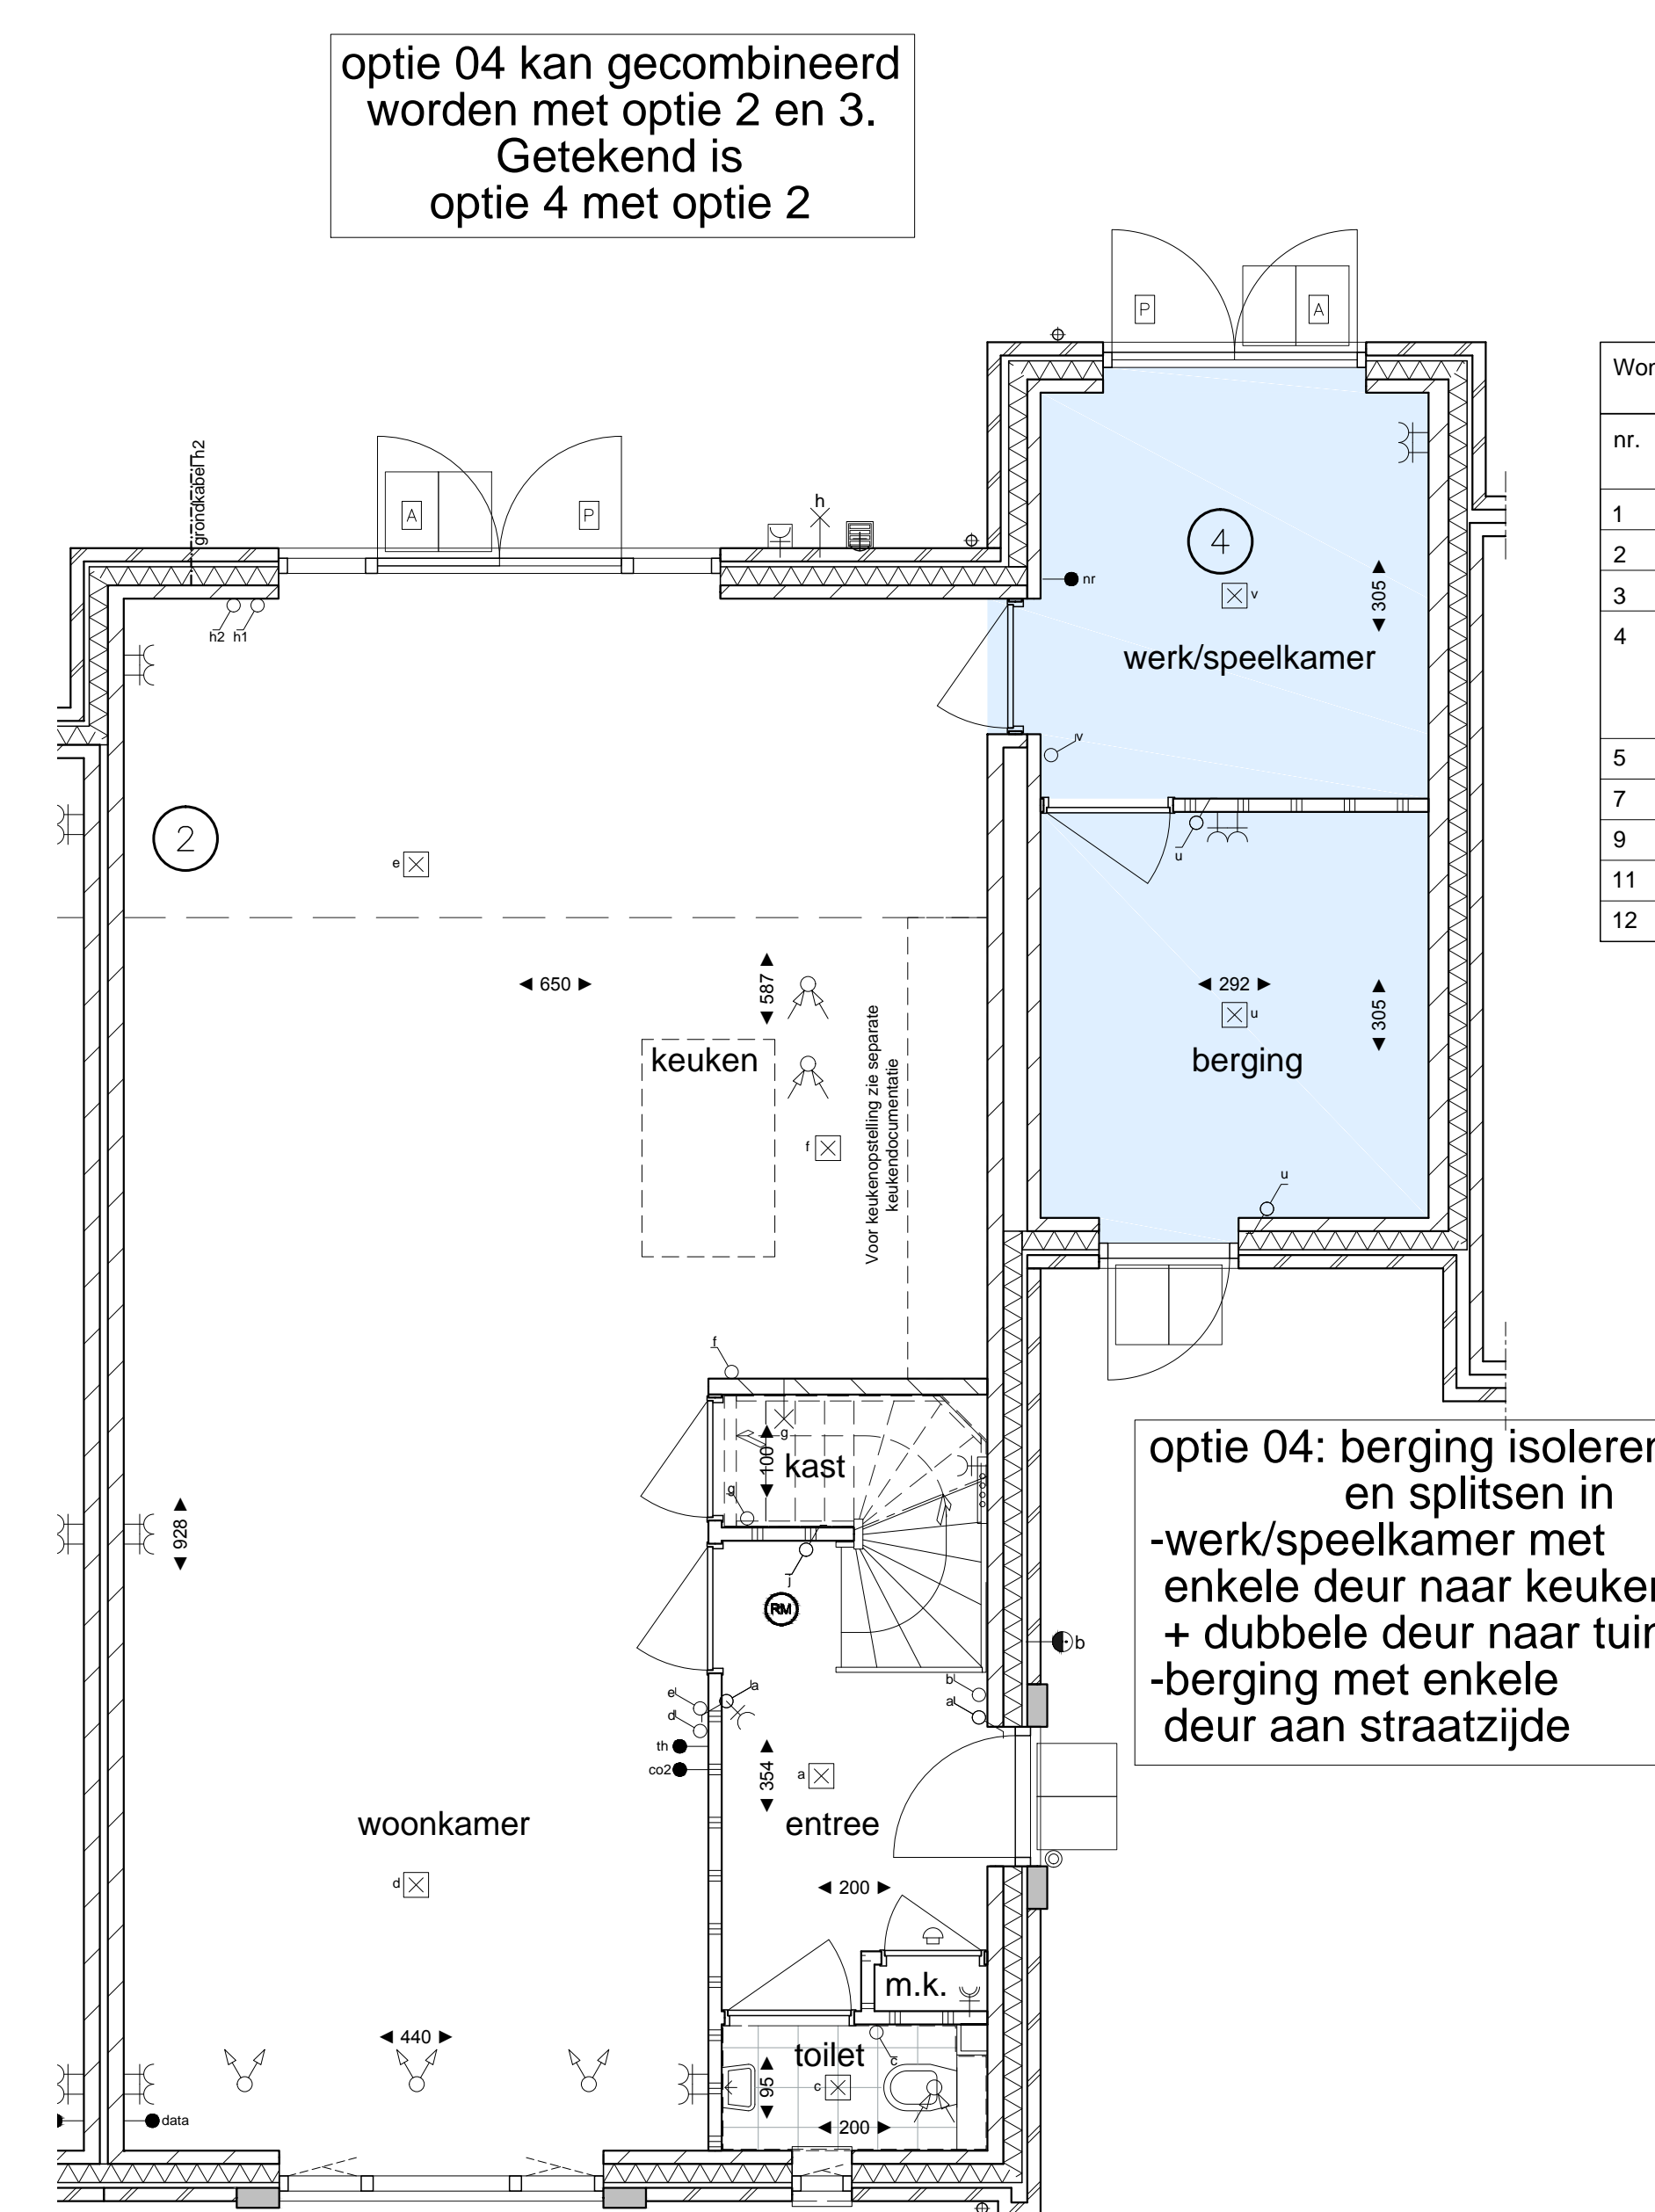 optie 04 kan gecombineerd
worden met optie 2 en 3.
Getekend is
optie 4 met optie 2
P
A
Wor
nr.
1
2
3
4
5
7
9
11
12
grondkabel h2
A
P
h
h2 h1
nr
4
v
305
werk/speelkamer
v
2
e
u
650
587
292
305
u
keuken
berging
f
Voor keukenopstelling zie separate
keukendocumentatie
u
f
g
100
kast
g
optie 04: berging isoleren
en splitsen in
-werk/speelkamer met
enkele deur naar keuken
+ dubbele deur naar tuin
-berging met enkele
deur aan straatzijde
928
j
RM
b
e
d
a
b
a
th
co2
354
a
woonkamer
entree
d
200
m.k.
440
toilet
c
95
c
200
data